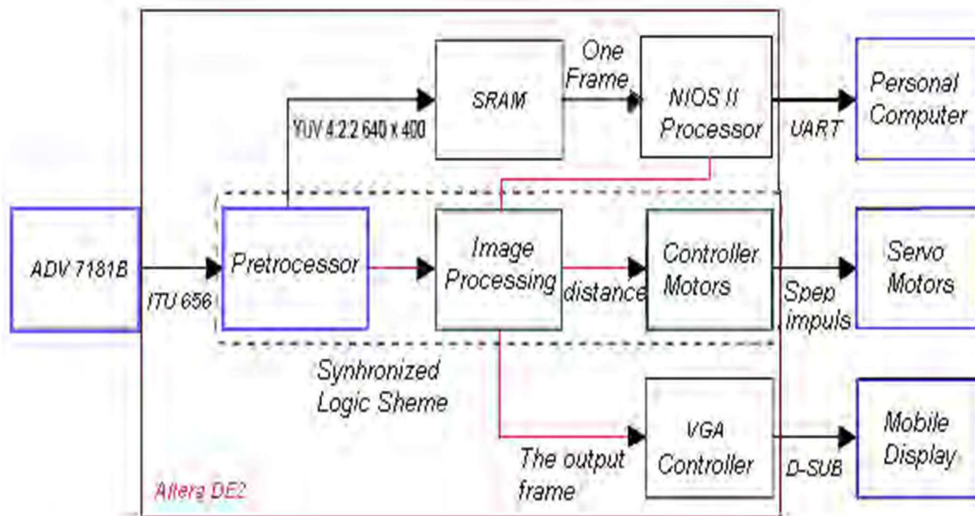 One
Frame
SRAM
NIOS II
Processor
Personal
Computer
YUV 4:2:2 640 x 400
UART
ADV 7181B
ITU 656
Pretrocessor
Image
Processing
distance
Controller
Motors
Spep
impuls
Servo
Motors
Synhronized
Logic Sheme
The output
frame
VGA
Controller
D-SUB
Mobile
Display
Alterg DE2